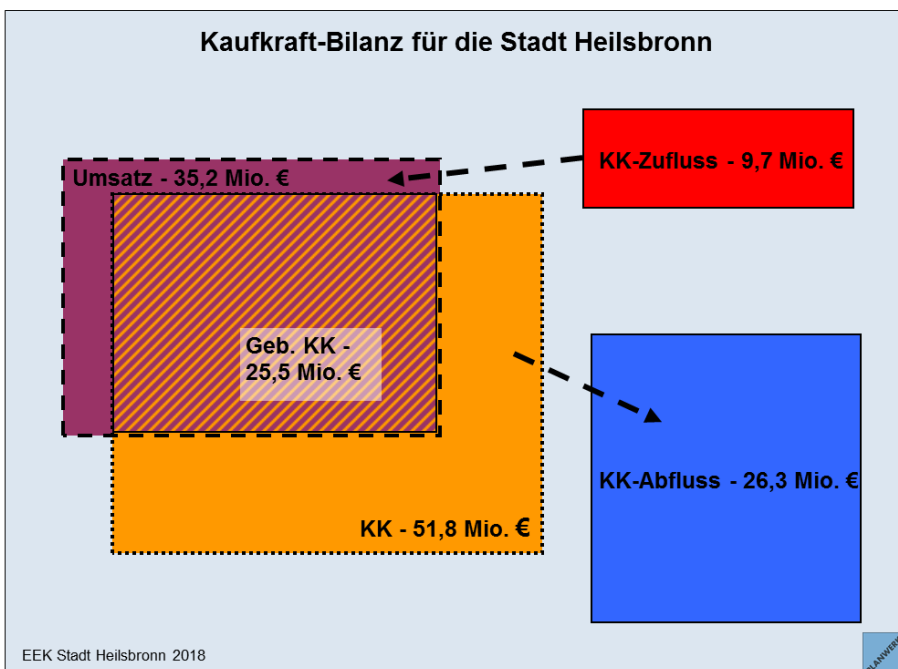 Kaufkraft-Bilanz für die Stadt Heilsbronn
KK-Zufluss - 9,7 Mio. €
Umsatz - 35,2 Mio. €
Geb. KK -
25,5 Mio. €
KK-Abfluss - 26,3 Mio. €
KK - 51,8 Mio. €
EEK Stadt Heilsbronn 2018